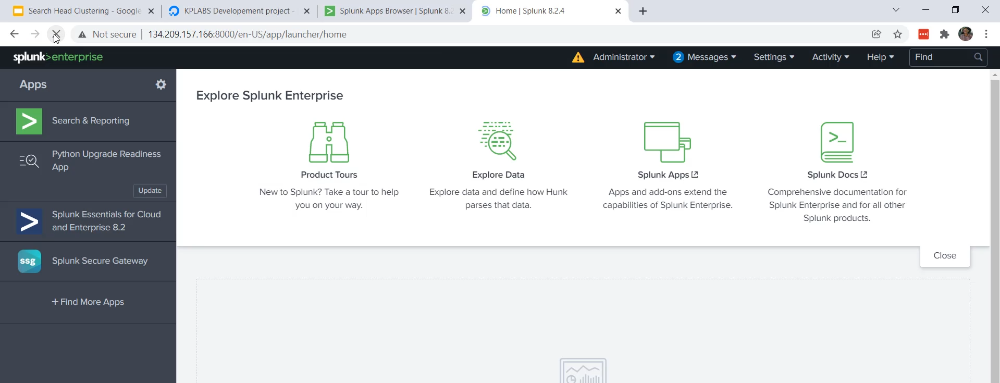 Search Head Clustering - Google
KPLABS Developement project -
Splunk Apps Browser | Splunk 8.2
Home | Splunk 8.2.4
Not secure
134.209.157.166:8000/en-US/app/launcher/home
splunk>enterprise
Administrator
2 Messages
Settings
Activity
Help
Find
Apps
Search & Reporting
Python Upgrade Readiness
App
Update
Splunk Essentials for Cloud
and Enterprise 8.2
ssg
Splunk Secure Gateway
+ Find More Apps
Explore Splunk Enterprise
Product Tours
New to Splunk? Take a tour to help
you on your way.
Explore Data
Explore data and define how Hunk
parses that data.
Splunk Apps
Apps and add-ons extend the
capabilities of Splunk Enterprise.
Splunk Docs
Comprehensive documentation for
Splunk Enterprise and for all other
Splunk products.
Close